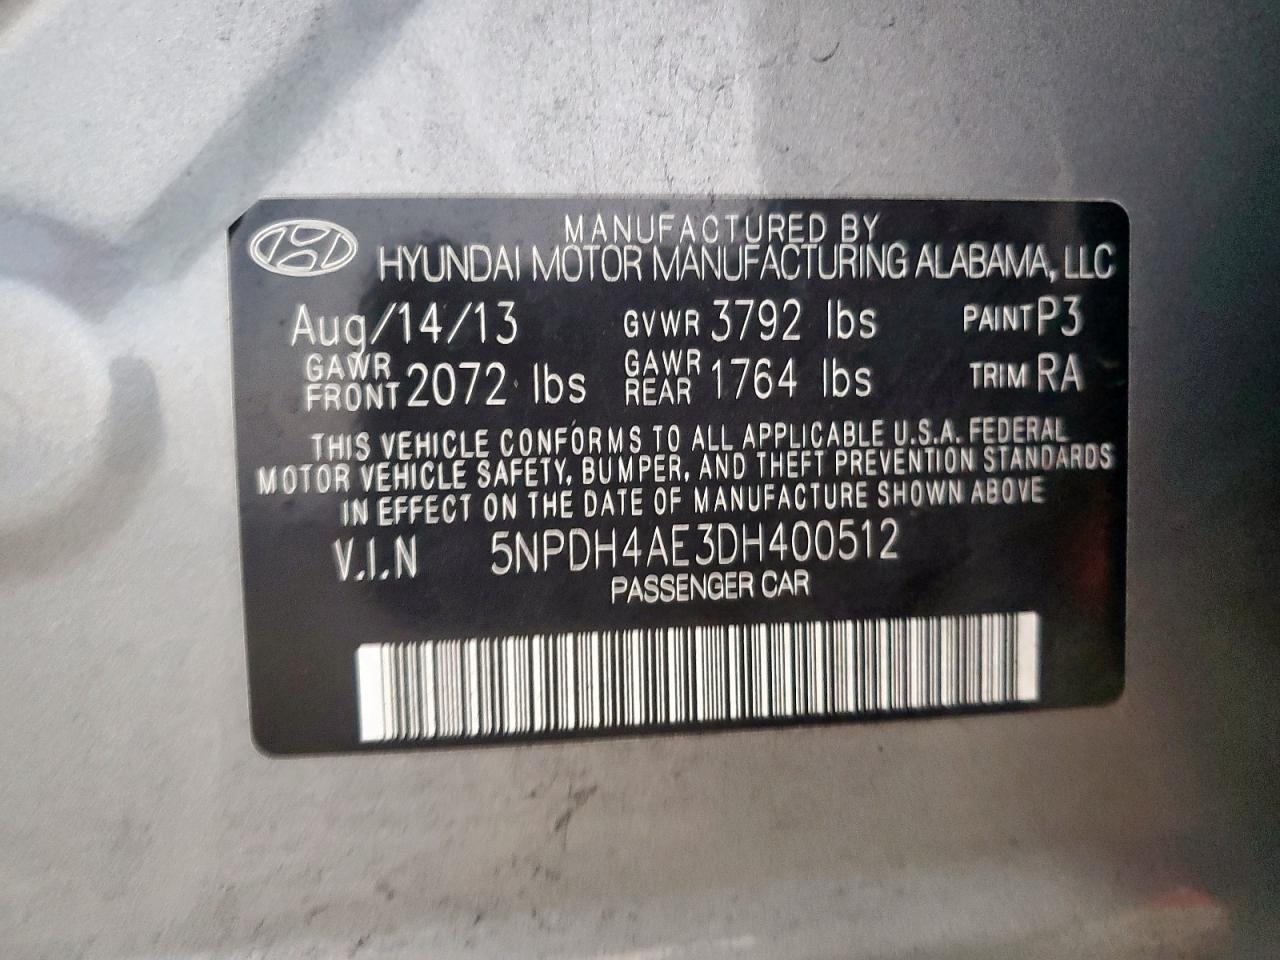 MANUFACTURED BY
HYUNDAI MOTOR MANUFACTURING ALABAMA, LLC
Aug/14/13 GVWR 3792 lbs PAINT P3
GAWR FRONT 2072 lbs GAWR REAR 1764 lbs TRIM RA
THIS VEHICLE CONFORMS TO ALL APPLICABLE U.S.A. FEDERAL
MOTOR VEHICLE SAFETY, BUMPER, AND THEFT PREVENTION STANDARDS
IN EFFECT ON THE DATE OF MANUFACTURE SHOWN ABOVE
V.I.N 5NPDH4AE3DH400512
PASSENGER CAR